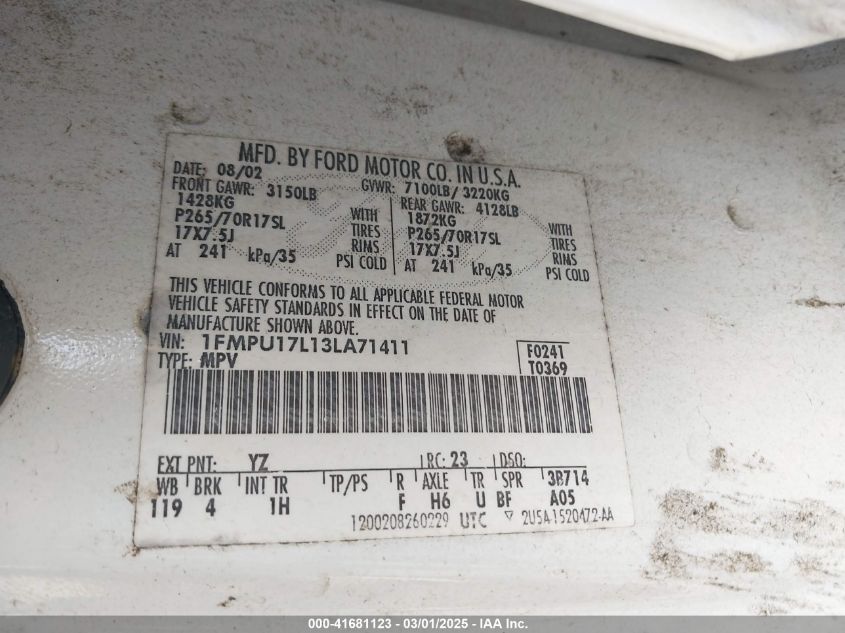 MFD. BY FORD MOTOR CO. IN U.S.A.
DATE: 08/02 GVWR: 7100LB/ 3220KG
FRONT GAWR: 3150LB REAR GAWR: 4128LB
1428KG WITH 1872KG WITH
P265/70R17SL TIRES P265/70R17SL TIRES
17X7.5J RIMS 17X7.5J RIMS
AT 241 kPa/35 PSI COLD AT 241 kPa/35 PSI COLD
THIS VEHICLE CONFORMS TO ALL APPLICABLE FEDERAL MOTOR
VEHICLE SAFETY STANDARDS IN EFFECT ON THE DATE OF
MANUFACTURE SHOWN ABOVE.
VIN: 1FMPU17L13LA71411 F0241
TYPE: MPV T0369
EXT PNT: YZ RC: 23 DSO:
WB BRK INT TR TP/PS R AXLE TR SPR 3B714
119 4 1H F H6 U BF A05
1200208260229 UTC ▽ 2U5A1520472-AA
000-41681123 - 03/01/2025 - IAA Inc.